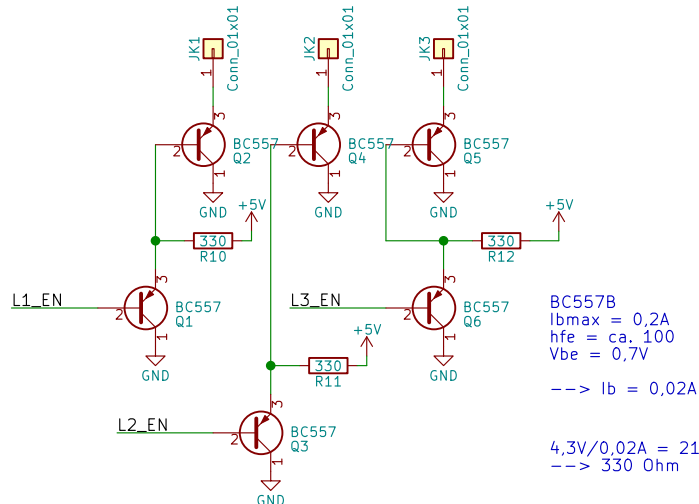 JK1
Conn_01x01
1
JK2
Conn_01x01
1
JK3
Conn_01x01
1
3
2
BC557
Q2
1
GND
3
2
BC557
Q4
1
GND
3
2
BC557
Q5
1
GND
+5V
330
R10
+5V
330
R12
L1_EN
3
2
BC557
Q1
1
GND
L3_EN
3
2
BC557
Q6
1
GND
+5V
330
R11
L2_EN
3
2
BC557
Q3
1
GND
BC557B
Ibmax = 0,2A
hfe = ca. 100
Vbe = 0,7V
--> Ib = 0,02A
4,3V/0,02A = 21
--> 330 Ohm